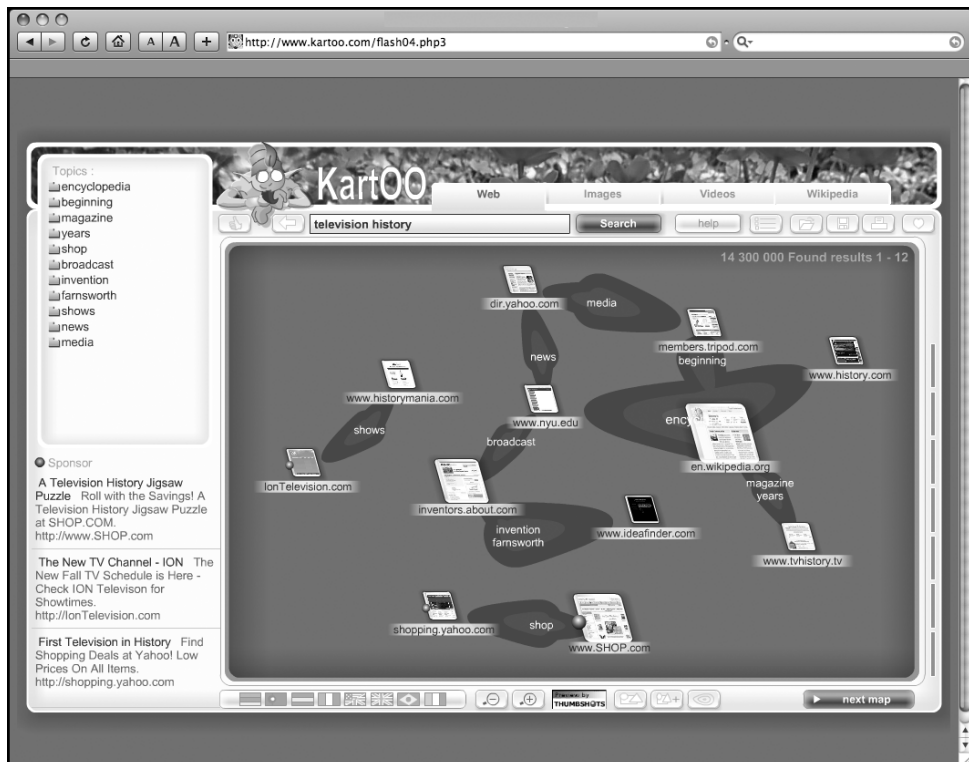 A A +
http://www.kartoo.com/flash04.php3
Topics :
encyclopedia
beginning
magazine
years
shop
broadcast
invention
farnsworth
shows
news
media
KartOO
Web Images Videos Wikipedia
television history
Search
help
14 300 000 Found results 1 - 12
dir.yahoo.com
media
members.tripod.com
beginning
news
www.history.com
www.historymania.com
www.nyu.edu
shows
broadcast
en.wikipedia.org
IonTelevision.com
inventors.about.com
magazine
years
invention
farnsworth
www.ideafinder.com
www.tvhistory.tv
shopping.yahoo.com
shop
www.SHOP.com
Sponsor
A Television History Jigsaw
Puzzle Roll with the Savings! A
Television History Jigsaw Puzzle
at SHOP.COM.
http://www.SHOP.com
The New TV Channel - ION The
New Fall TV Schedule is Here -
Check ION Televison for
Showtimes.
http://IonTelevision.com
First Television in History Find
Shopping Deals at Yahoo! Low
Prices On All Items.
http://shopping.yahoo.com
Preview by
THUMBSHOTS
next map